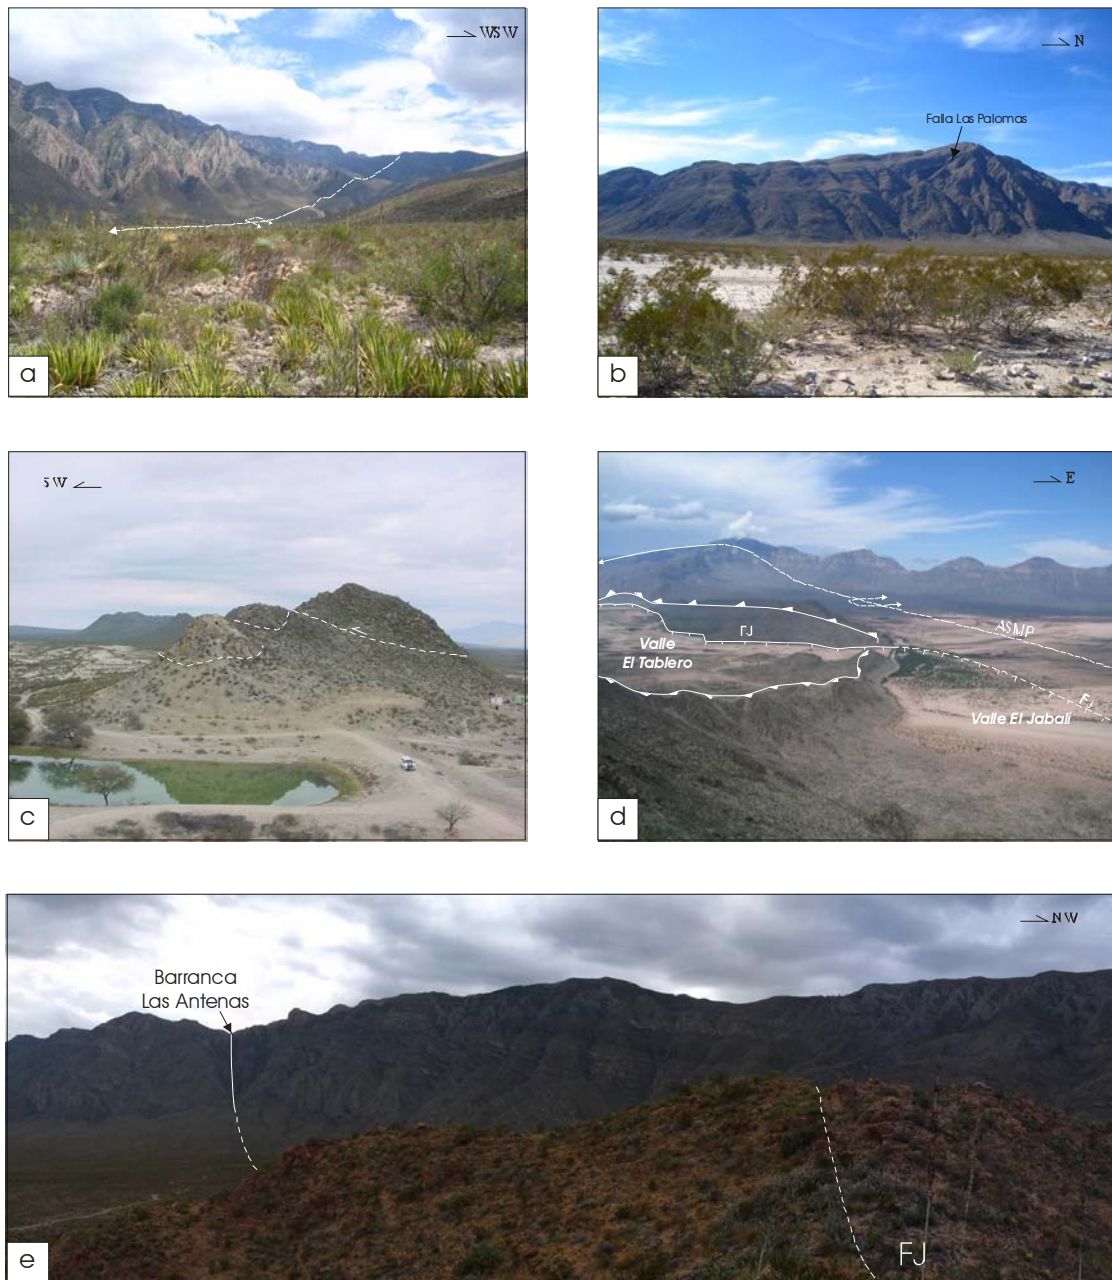 WSW
a
N
Falla Las Palomas
b
SW
c
E
ASMP
FJ
Valle
El Tablero
FJ
Valle El Jabalí
d
NW
Barranca
Las Antenas
FJ
e